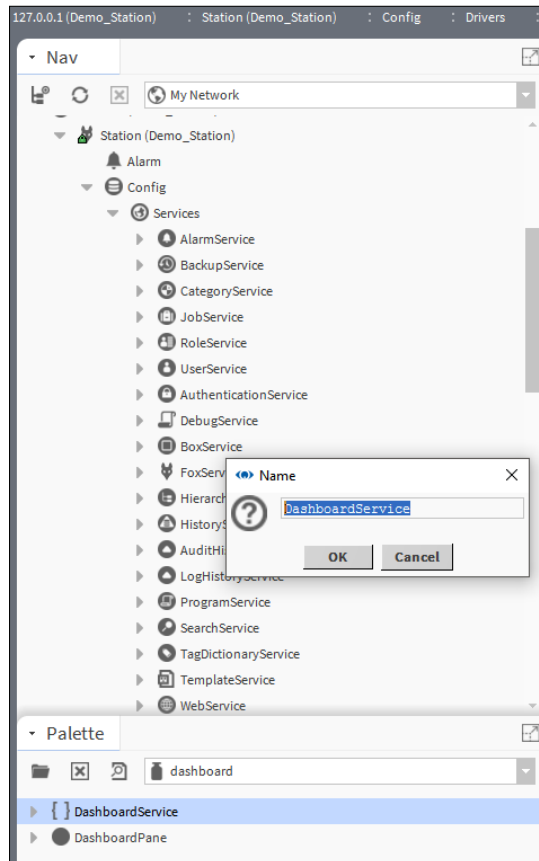 127.0.0.1 (Demo_Station) : Station (Demo_Station) : Config : Drivers :
Nav
My Network
Station (Demo_Station)
Alarm
Config
Services
AlarmService
BackupService
CategoryService
JobService
RoleService
UserService
AuthenticationService
DebugService
BoxService
FoxServ
Name
DashboardService
OK Cancel
Hierarch
HistoryS
AuditHi
LogHistoryService
ProgramService
SearchService
TagDictionaryService
TemplateService
WebService
Palette
dashboard
{ } DashboardService
DashboardPane